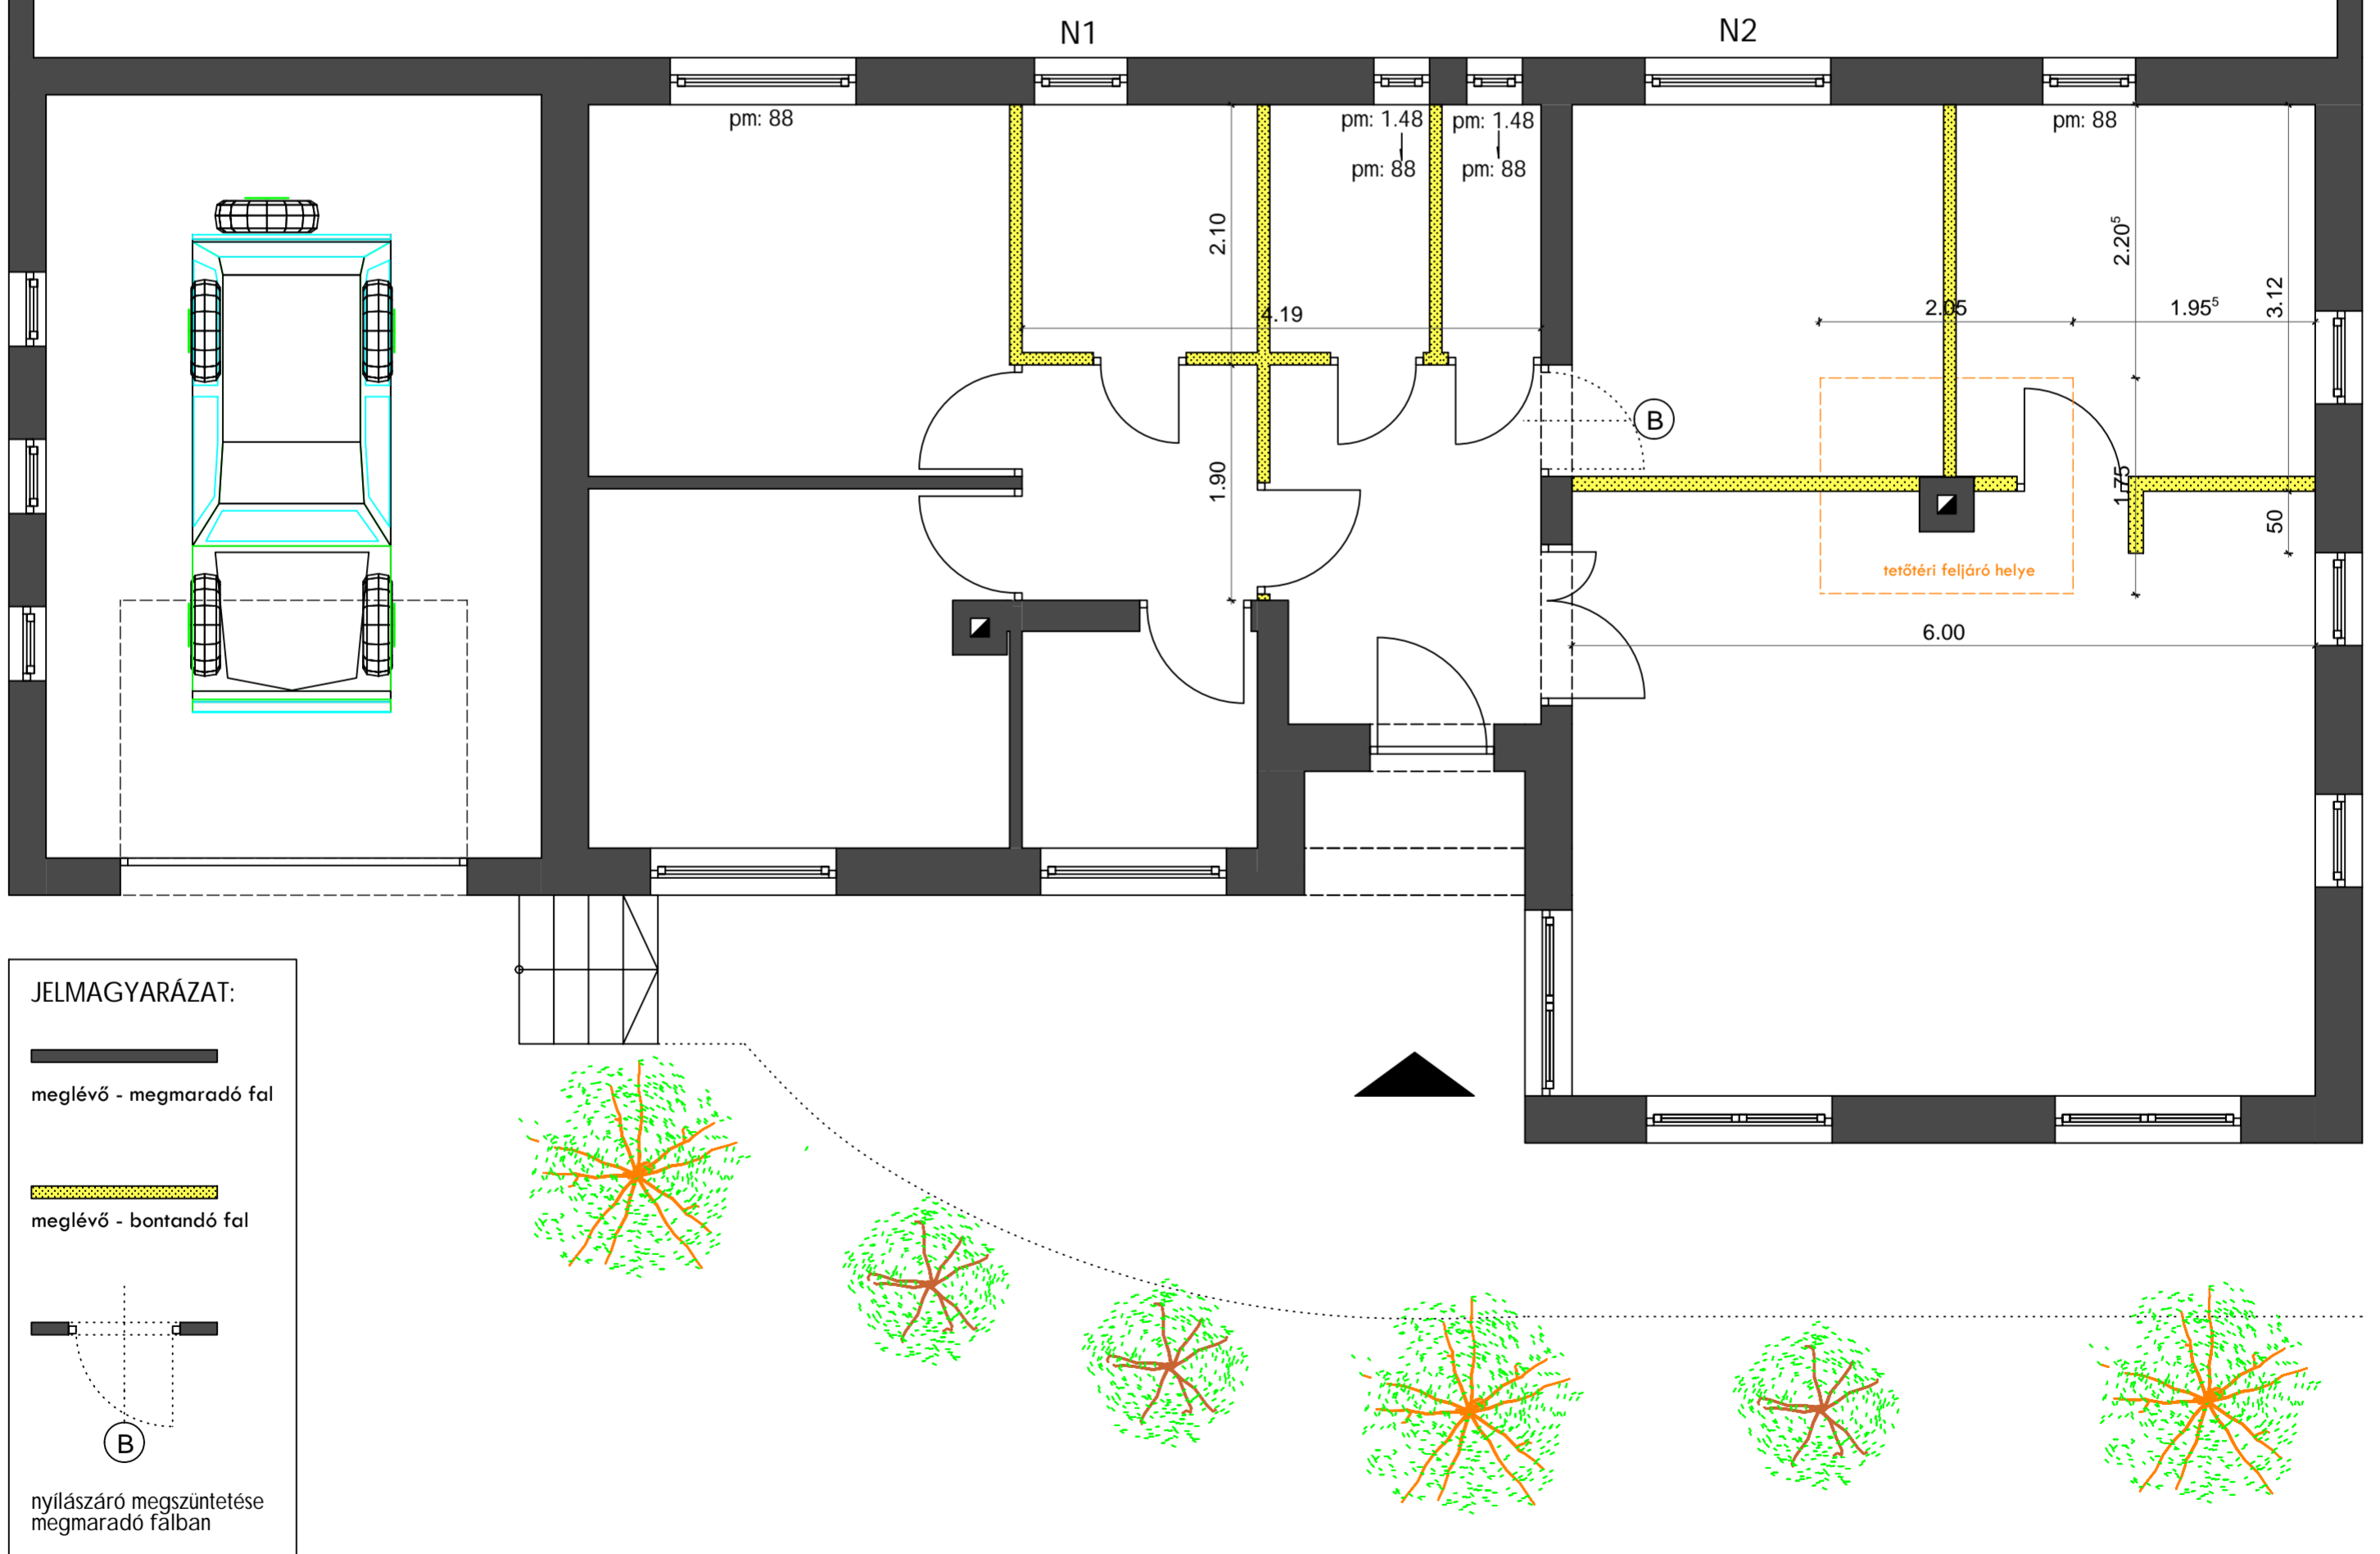 N1
N2
pm: 88
pm: 1.48
pm: 88
pm: 1.48
pm: 88
pm: 88
2.10
4.19
2.20⁵
2.05
1.95⁵
3.12
B
1.90
1.75
50
tetőtéri feljáró helye
6.00
JELMAGYARÁZAT:
meglévő - megmaradó fal
meglévő - bontandó fal
B
nyílászáró megszüntetése
megmaradó falban